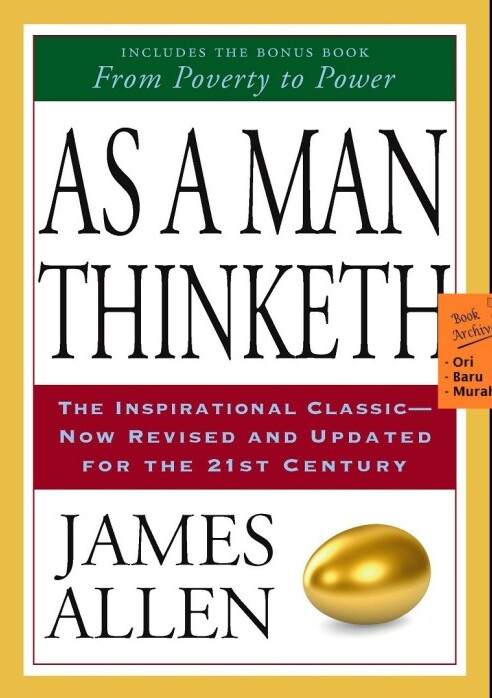 INCLUDES THE BONUS BOOK
From Poverty to Power
AS A MAN
THINKETH
THE INSPIRATIONAL CLASSIC—
NOW REVISED AND UPDATED
FOR THE 21ST CENTURY
JAMES
ALLEN
Book
Archive
- Ori
- Baru
- Murah